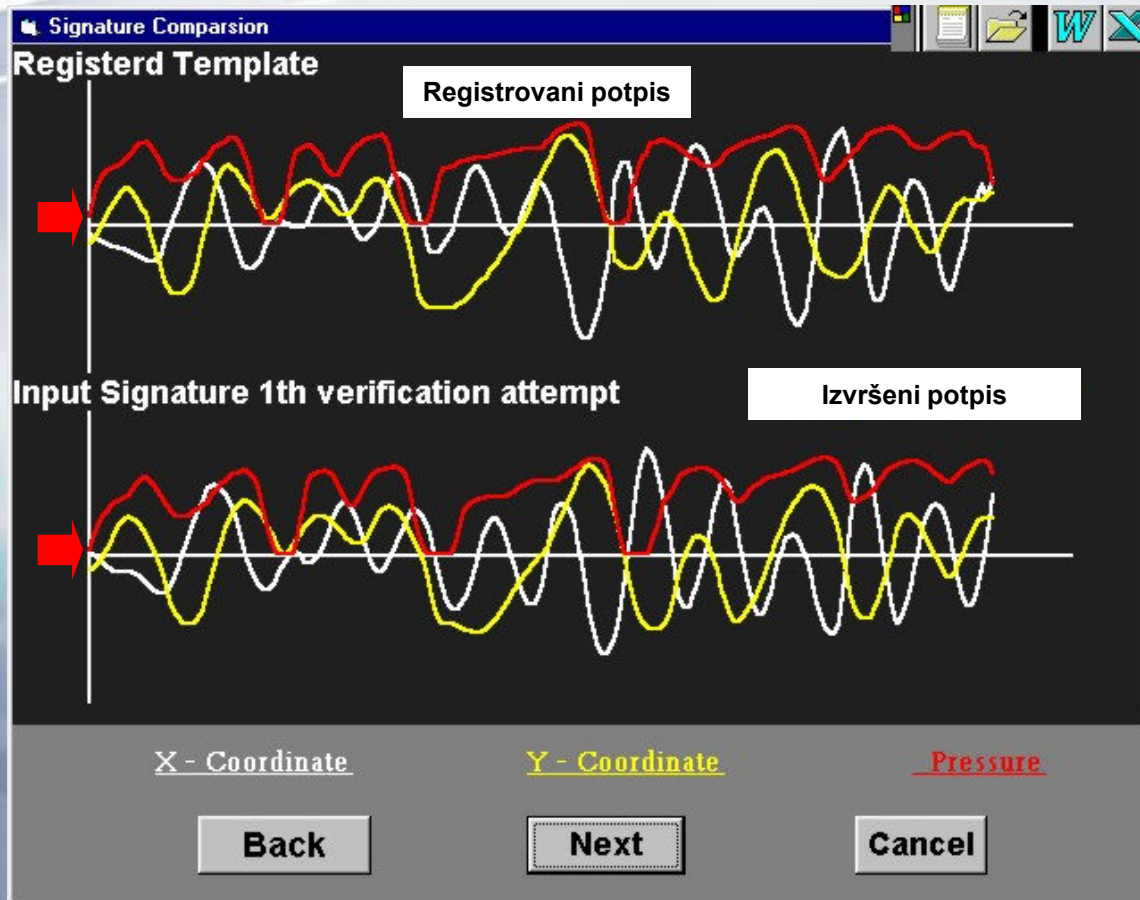 Signature Comparsion
Registerd Template
Registrovani potpis
Input Signature 1th verification attempt
Izvršeni potpis
X - Coordinate Y - Coordinate Pressure
Back Next Cancel